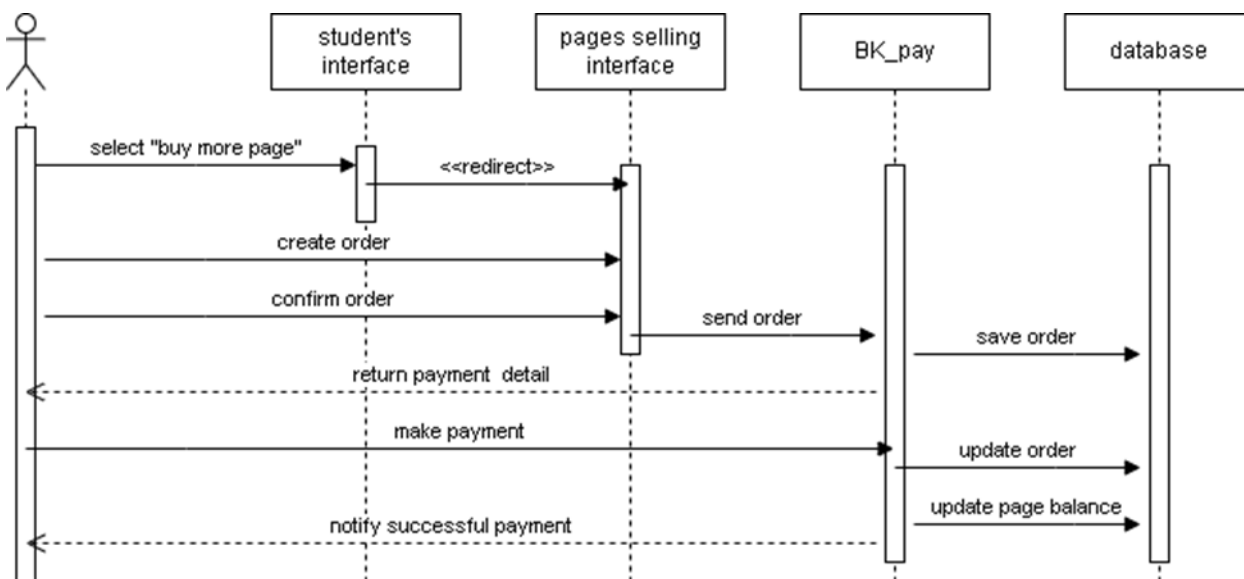 student's
interface
pages selling
interface
BK_pay
database
select "buy more page"
<<redirect>>
create order
confirm order
send order
save order
return payment detail
make payment
update order
update page balance
notify successful payment